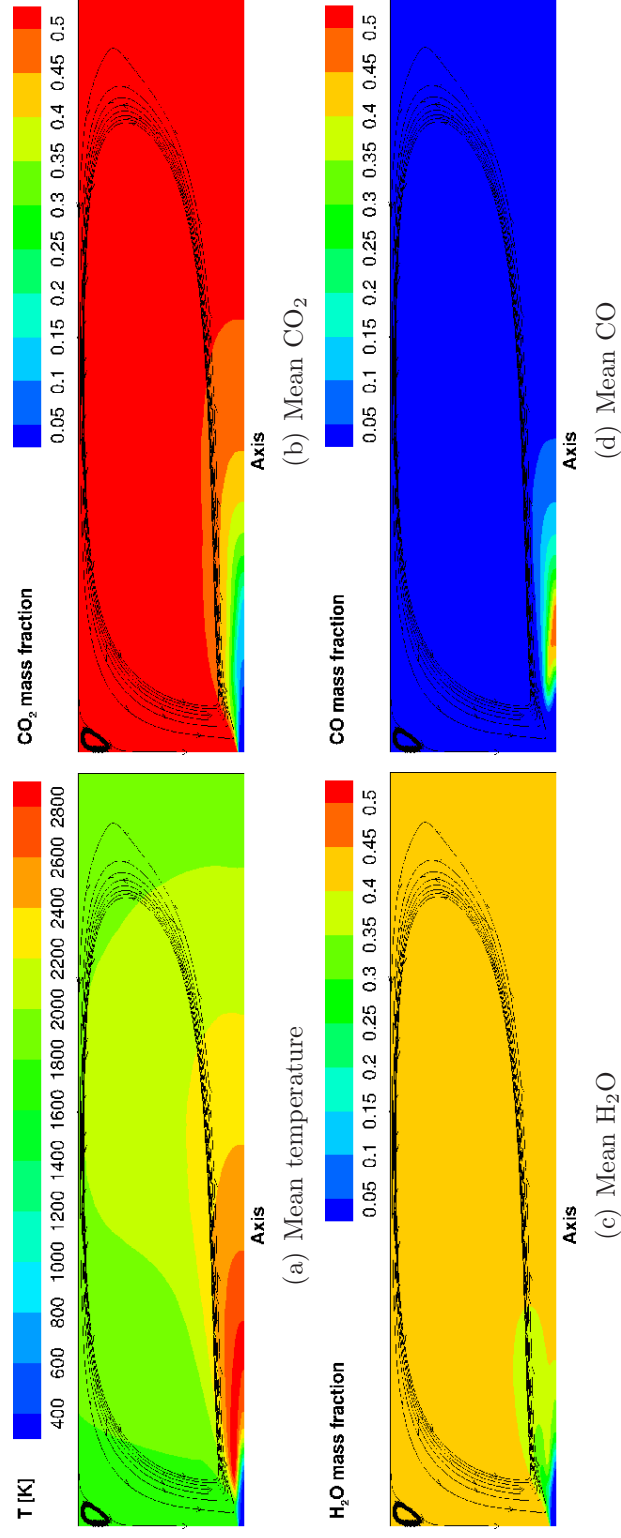 T [K]
400 600 800 1000 1200 1400 1600 1800 2000 2200 2400 2600 2800
Axis
(a) Mean temperature
CO₂ mass fraction
0.05 0.1 0.15 0.2 0.25 0.3 0.35 0.4 0.45 0.5
Axis
(b) Mean CO₂
H₂O mass fraction
0.05 0.1 0.15 0.2 0.25 0.3 0.35 0.4 0.45 0.5
Axis
(c) Mean H₂O
CO mass fraction
0.05 0.1 0.15 0.2 0.25 0.3 0.35 0.4 0.45 0.5
Axis
(d) Mean CO